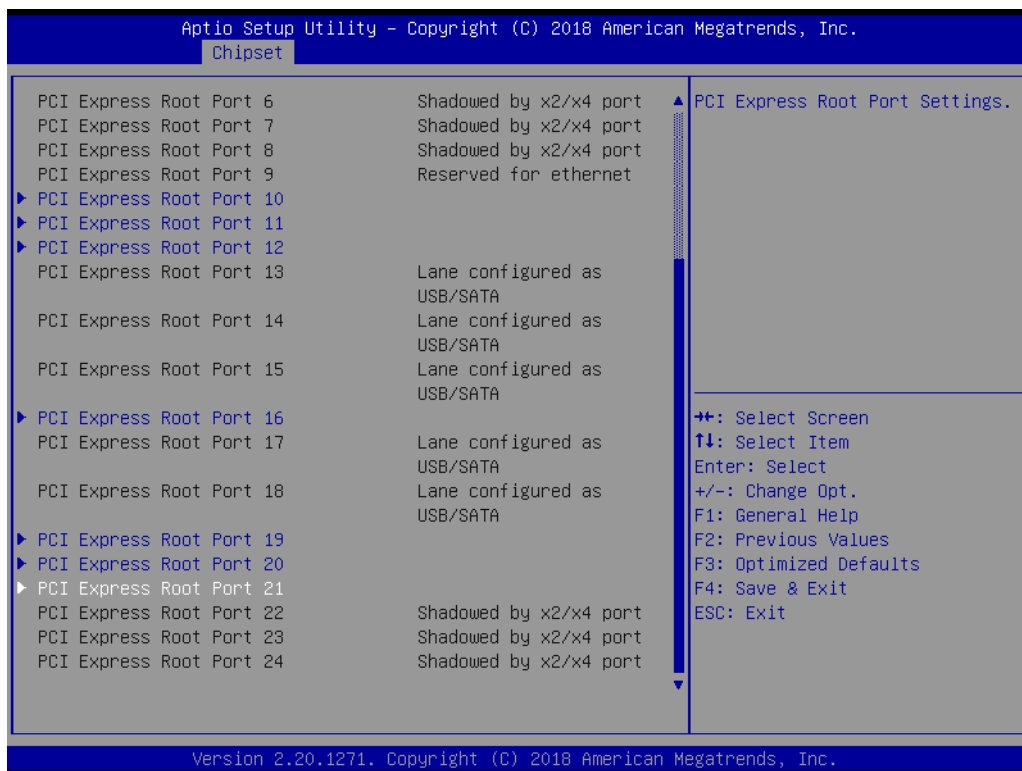 Aptio Setup Utility – Copyright (C) 2018 American Megatrends, Inc.
Chipset
PCI Express Root Port 6 Shadowed by x2/x4 port
PCI Express Root Port 7 Shadowed by x2/x4 port
PCI Express Root Port 8 Shadowed by x2/x4 port
PCI Express Root Port 9 Reserved for ethernet
PCI Express Root Port 10
PCI Express Root Port 11
PCI Express Root Port 12
PCI Express Root Port 13 Lane configured as
USB/SATA
PCI Express Root Port 14 Lane configured as
USB/SATA
PCI Express Root Port 15 Lane configured as
USB/SATA
PCI Express Root Port 16
PCI Express Root Port 17 Lane configured as
USB/SATA
PCI Express Root Port 18 Lane configured as
USB/SATA
PCI Express Root Port 19
PCI Express Root Port 20
PCI Express Root Port 21
PCI Express Root Port 22 Shadowed by x2/x4 port
PCI Express Root Port 23 Shadowed by x2/x4 port
PCI Express Root Port 24 Shadowed by x2/x4 port
PCI Express Root Port Settings.
→←: Select Screen
↑↓: Select Item
Enter: Select
+/-: Change Opt.
F1: General Help
F2: Previous Values
F3: Optimized Defaults
F4: Save & Exit
ESC: Exit
Version 2.20.1271. Copyright (C) 2018 American Megatrends, Inc.